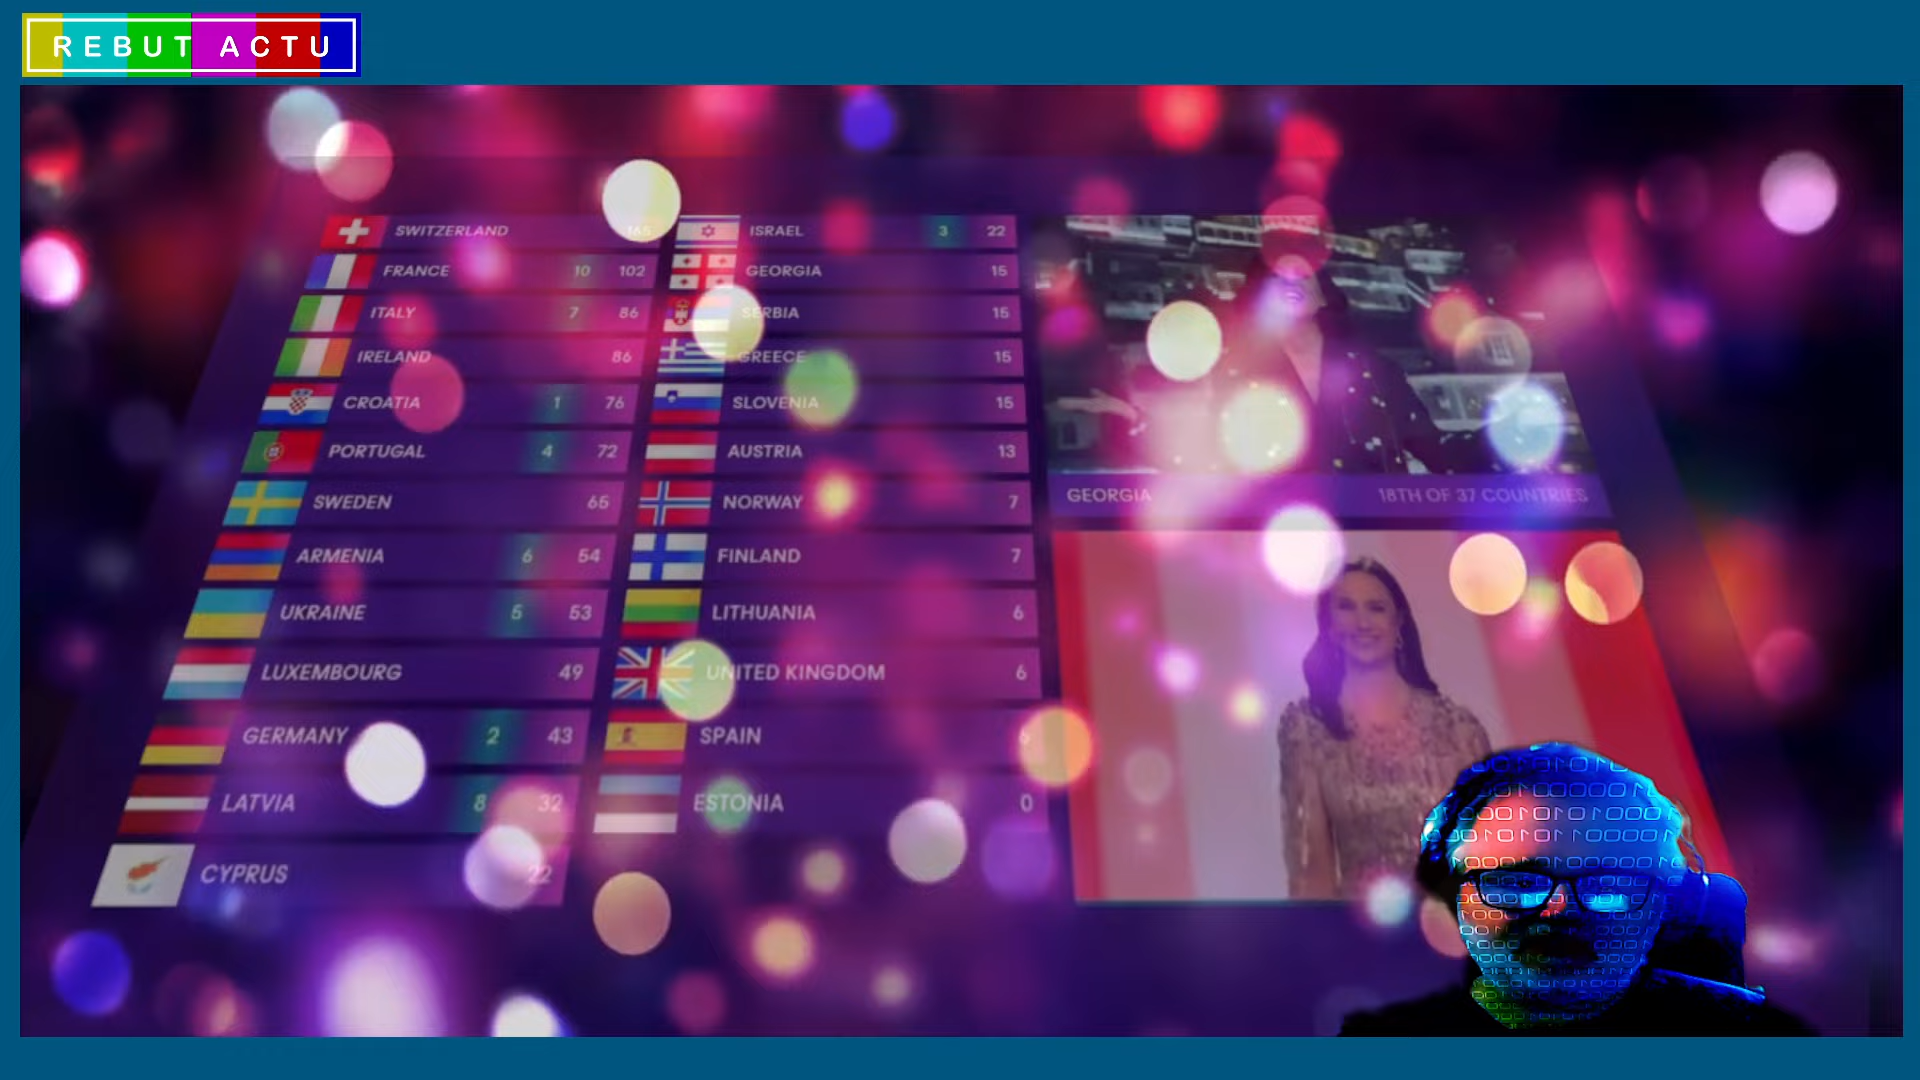 REBUT ACTU
SWITZERLAND 165
FRANCE 10 102
ITALY 7 86
IRELAND 86
CROATIA 1 76
PORTUGAL 4 72
SWEDEN 65
ARMENIA 6 54
UKRAINE 5 53
LUXEMBOURG 49
GERMANY 2 43
LATVIA 8 32
CYPRUS 22
ISRAEL 3 22
GEORGIA 15
SERBIA 15
GREECE 15
SLOVENIA 15
AUSTRIA 13
NORWAY 7
FINLAND 7
LITHUANIA 6
UNITED KINGDOM 6
SPAIN
ESTONIA 0
GEORGIA 18TH OF 37 COUNTRIES